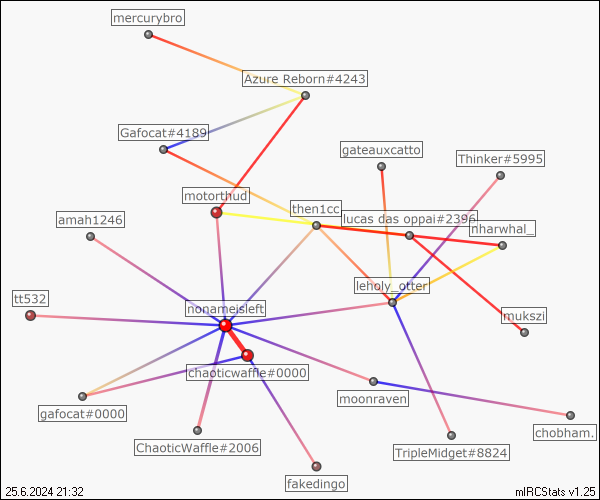 mercurybro
Azure Reborn#4243
Gafocat#4189
gateauxcatto
Thinker#5995
motorthud
then1cc
lucas das oppai#2396
amah1246
nharwhal_
leholy_otter
tt532
nonameisleft
mukszi
chaoticwaffle#0000
moonraven
gafocat#0000
chobham.
ChaoticWaffle#2006
TripleMidget#8824
fakedingo
25.6.2024 21:32
mIRCStats v1.25